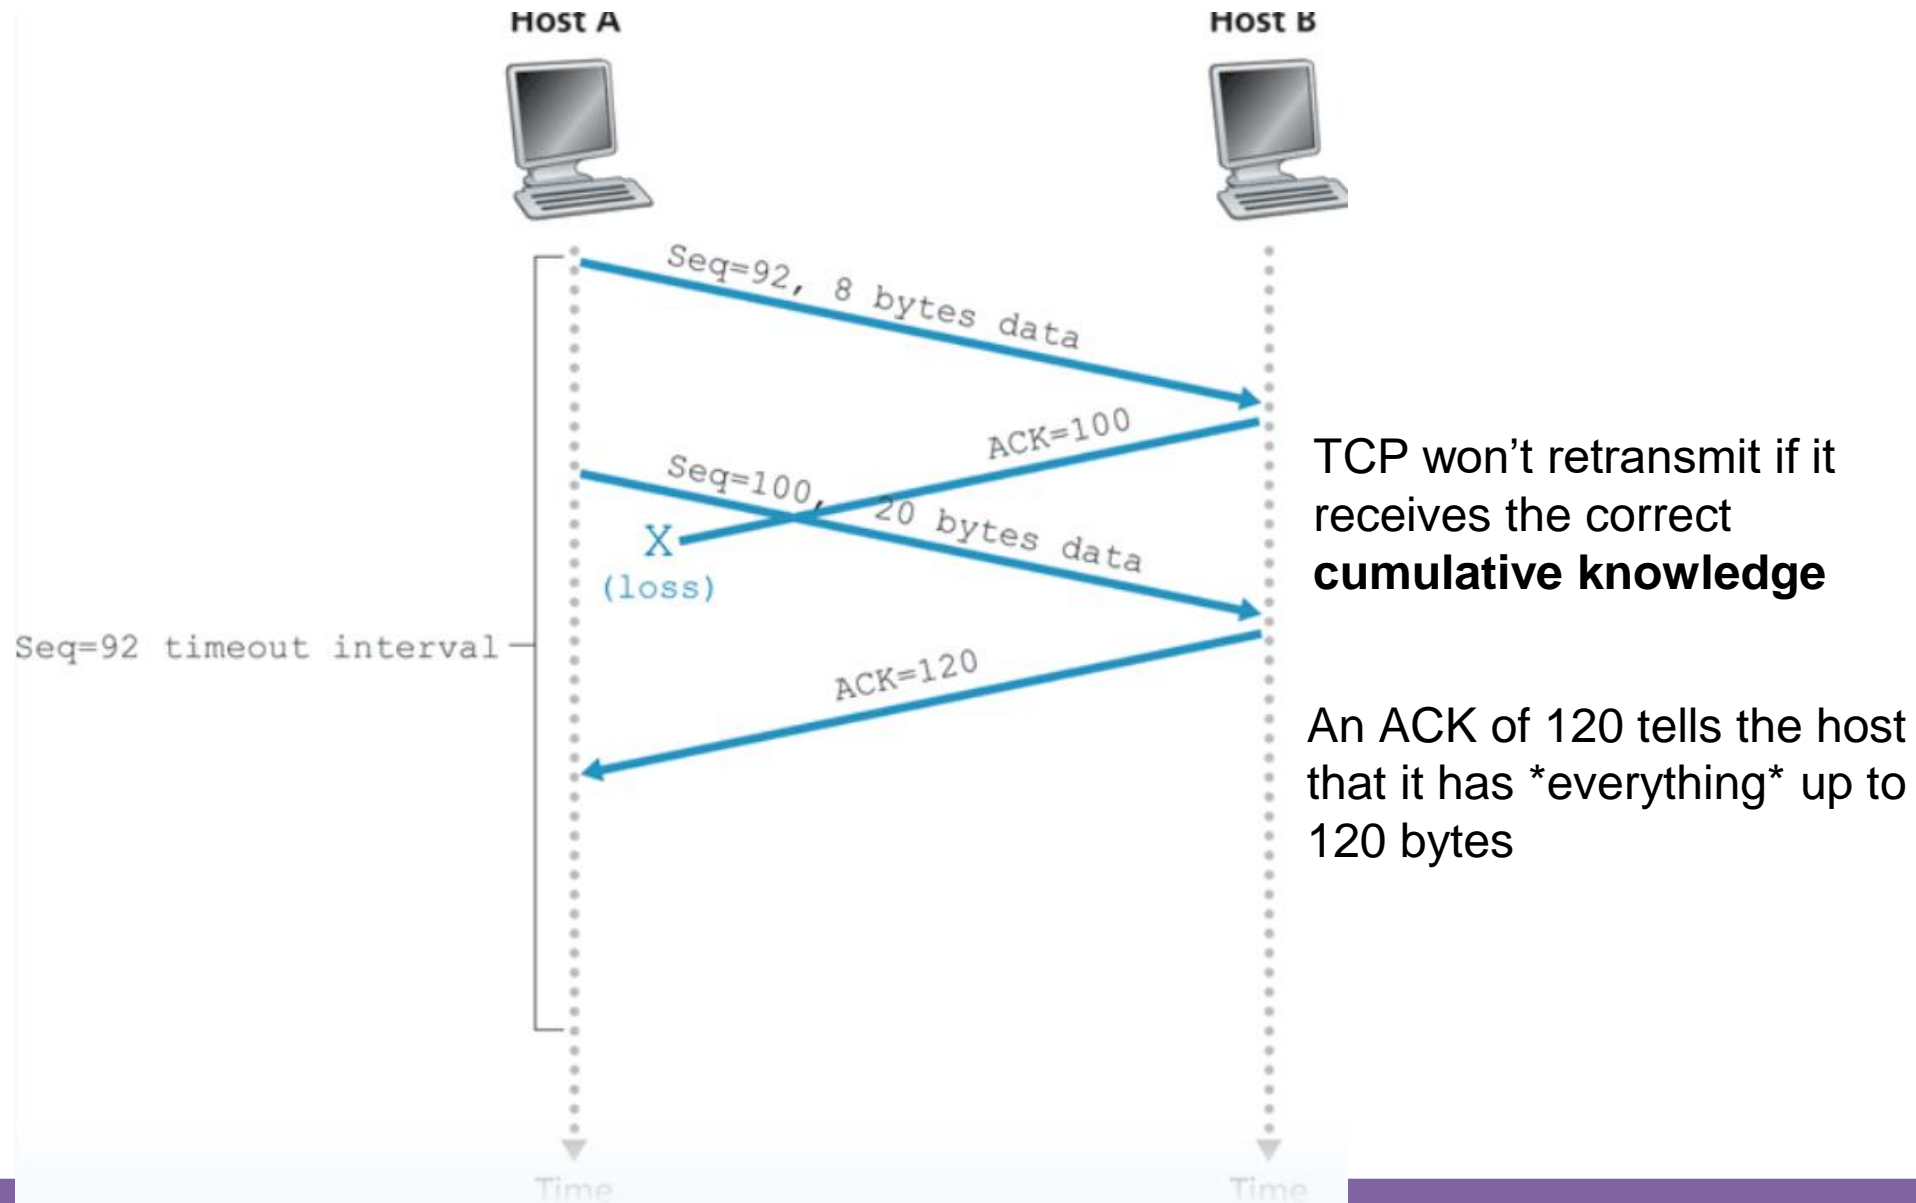 Host A
Host B
Seq=92, 8 bytes data
ACK=100
Seq=100, 20 bytes data
X
(loss)
Seq=92 timeout interval
ACK=120
Time
Time
TCP won’t retransmit if it
receives the correct
cumulative knowledge
An ACK of 120 tells the host
that it has *everything* up to
120 bytes